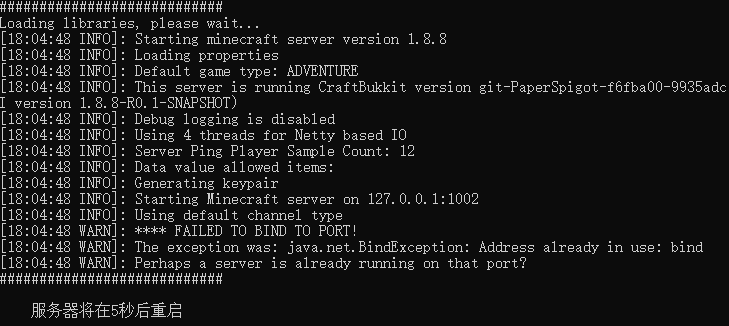 ############################
Loading libraries, please wait...
[18:04:48 INFO]: Starting minecraft server version 1.8.8
[18:04:48 INFO]: Loading properties
[18:04:48 INFO]: Default game type: ADVENTURE
[18:04:48 INFO]: This server is running CraftBukkit version git-PaperSpigot-f6fba00-9935adc
I version 1.8.8-R0.1-SNAPSHOT)
[18:04:48 INFO]: Debug logging is disabled
[18:04:48 INFO]: Using 4 threads for Netty based IO
[18:04:48 INFO]: Server Ping Player Sample Count: 12
[18:04:48 INFO]: Data value allowed items:
[18:04:48 INFO]: Generating keypair
[18:04:48 INFO]: Starting Minecraft server on 127.0.0.1:1002
[18:04:48 INFO]: Using default channel type
[18:04:48 WARN]: **** FAILED TO BIND TO PORT!
[18:04:48 WARN]: The exception was: java.net.BindException: Address already in use: bind
[18:04:48 WARN]: Perhaps a server is already running on that port?
############################
服务器将在5秒后重启